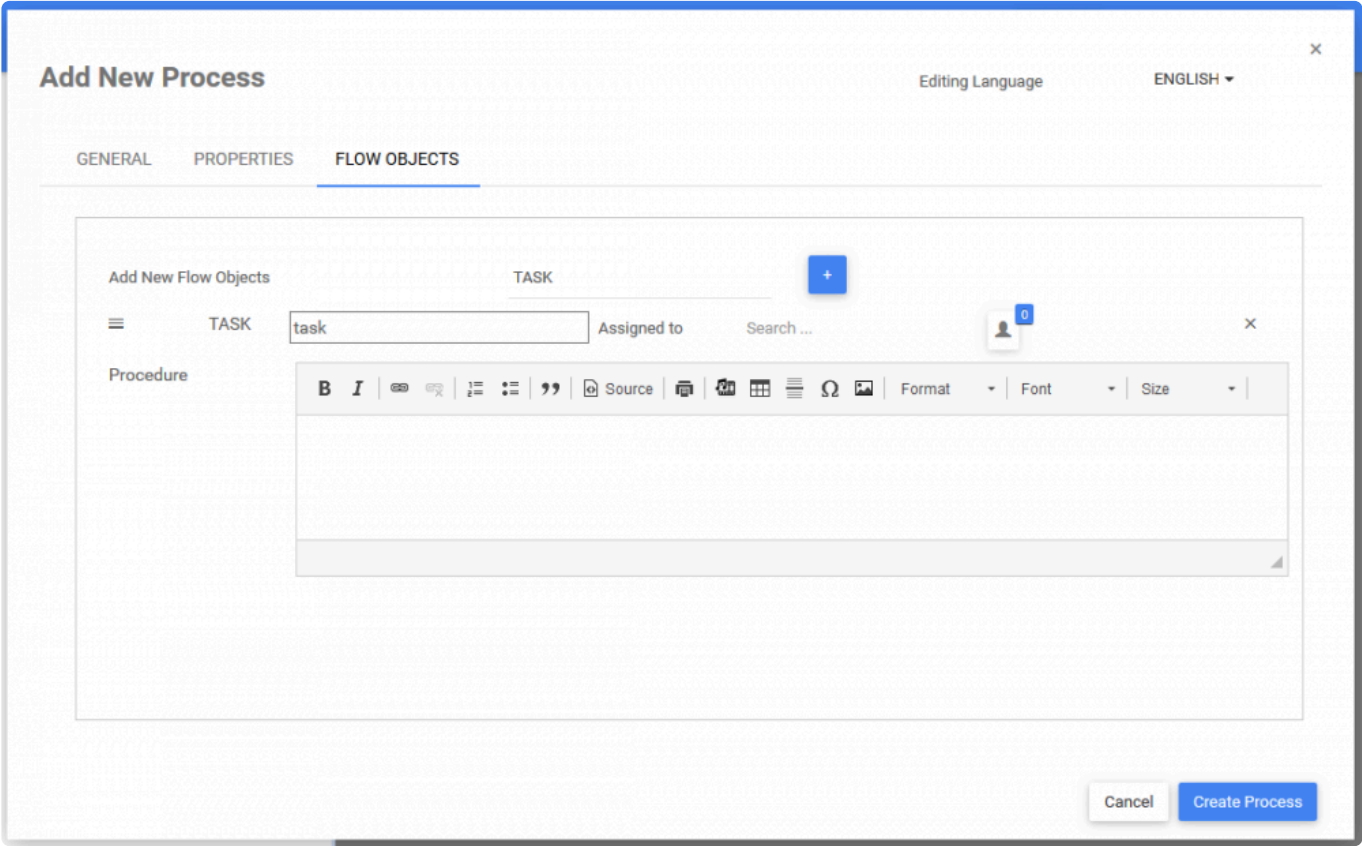 ×
Add New Process
Editing Language ENGLISH
GENERAL PROPERTIES FLOW OBJECTS
Add New Flow Objects TASK +
TASK task Assigned to Search ... 0 ×
Procedure
B I Source Ω Format Font Size
Cancel Create Process